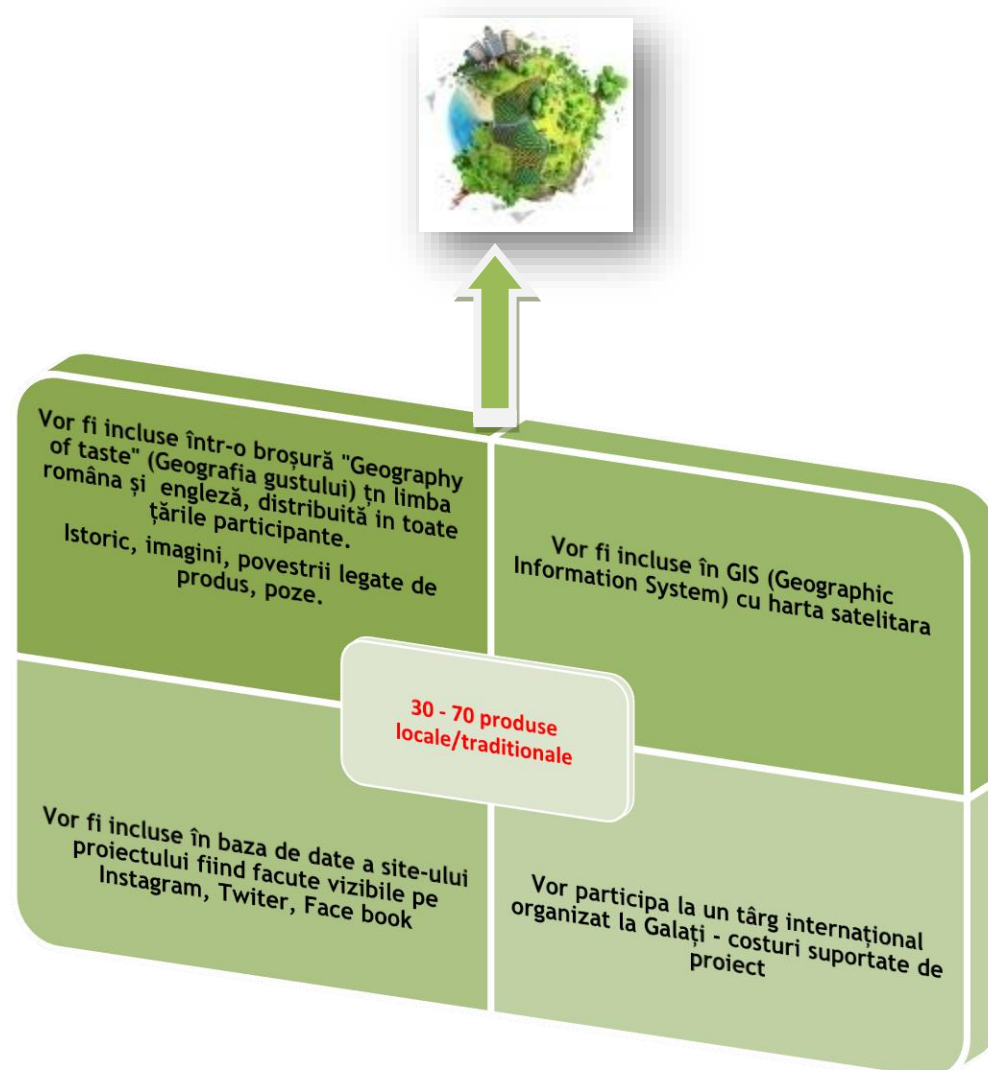 Vor fi incluse într-o broșură "Geography
of taste" (Geografia gustului) tn limba
româna și engleză, distribuită in toate
țările participante.
Istoric, imagini, povestrii legate de
produs, poze.
Vor fi incluse în GIS (Geographic
Information System) cu harta satelitara
30 - 70 produse
locale/traditionale
Vor fi incluse în baza de date a site-ului
proiectului fiind facute vizibile pe
Instagram, Twiter, Face book
Vor participa la un târg internațional
organizat la Galați - costuri suportate de
proiect